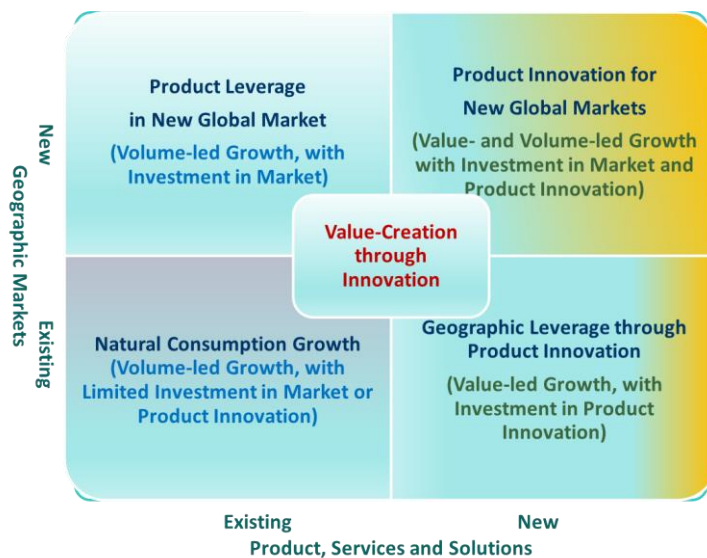 Product Leverage
in New Global Market
(Volume-led Growth, with
Investment in Market)
Product Innovation for
New Global Markets
(Value- and Volume-led Growth
with Investment in Market and
Product Innovation)
Value-Creation
through
Innovation
Natural Consumption Growth
(Volume-led Growth, with
Limited Investment in Market or
Product Innovation)
Geographic Leverage through
Product Innovation
(Value-led Growth, with
Investment in Product
Innovation)
New
Existing
Geographic Markets
Existing
New
Product, Services and Solutions